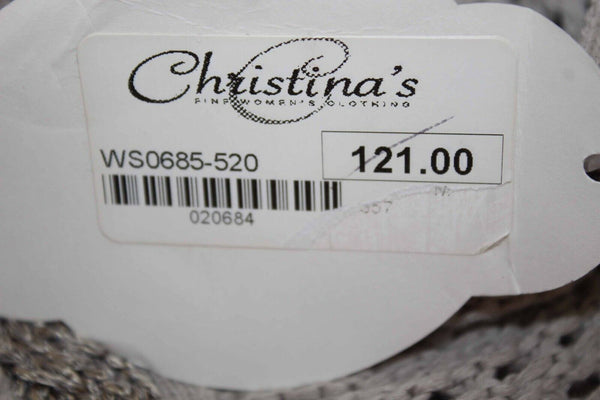 Christina's
FINE WOMEN'S CLOTHING
WS0685-520
121.00
020684